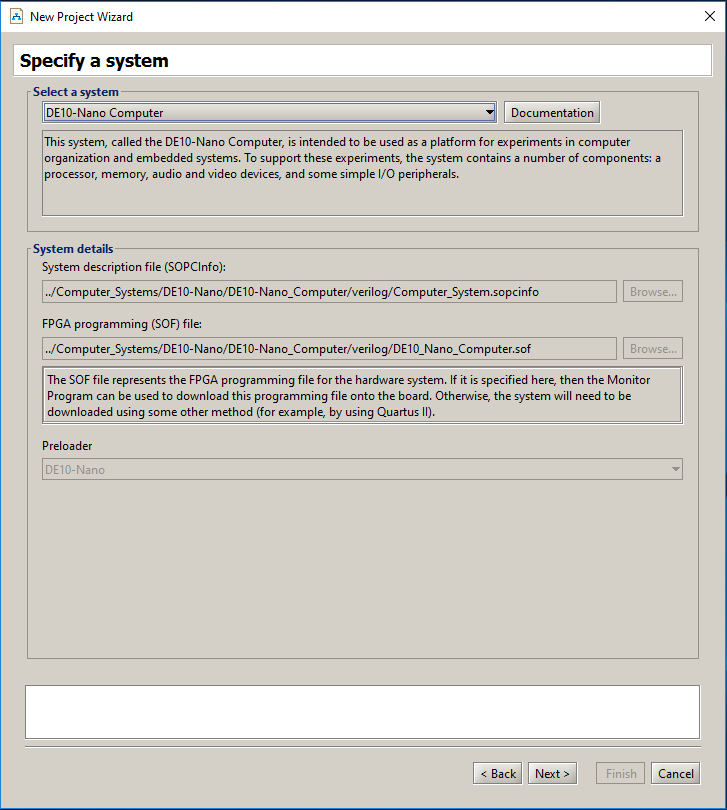 New Project Wizard
Specify a system
Select a system
DE10-Nano Computer
Documentation
This system, called the DE10-Nano Computer, is intended to be used as a platform for experiments in computer
organization and embedded systems. To support these experiments, the system contains a number of components: a
processor, memory, audio and video devices, and some simple I/O peripherals.
System details
System description file (SOPCInfo):
../Computer_Systems/DE10-Nano/DE10-Nano_Computer/verilog/Computer_System.sopcinfo
Browse...
FPGA programming (SOF) file:
../Computer_Systems/DE10-Nano/DE10-Nano_Computer/verilog/DE10_Nano_Computer.sof
Browse...
The SOF file represents the FPGA programming file for the hardware system. If it is specified here, then the Monitor
Program can be used to download this programming file onto the board. Otherwise, the system will need to be
downloaded using some other method (for example, by using Quartus II).
Preloader
DE10-Nano
< Back
Next >
Finish
Cancel